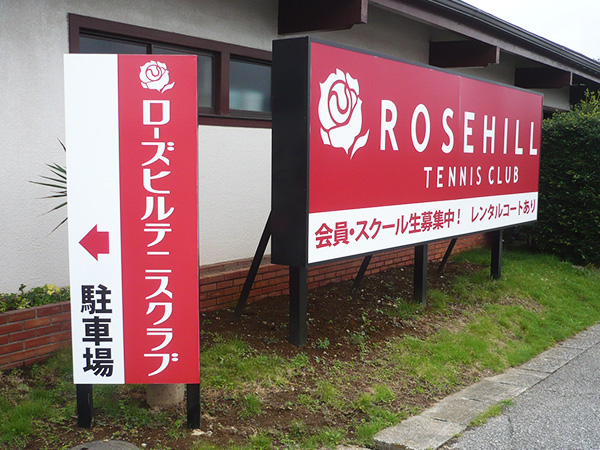 ローズヒルテニスクラブ
駐車場
ROSEHILL
TENNIS CLUB
会員・スクール生募集中! レンタルコートあり